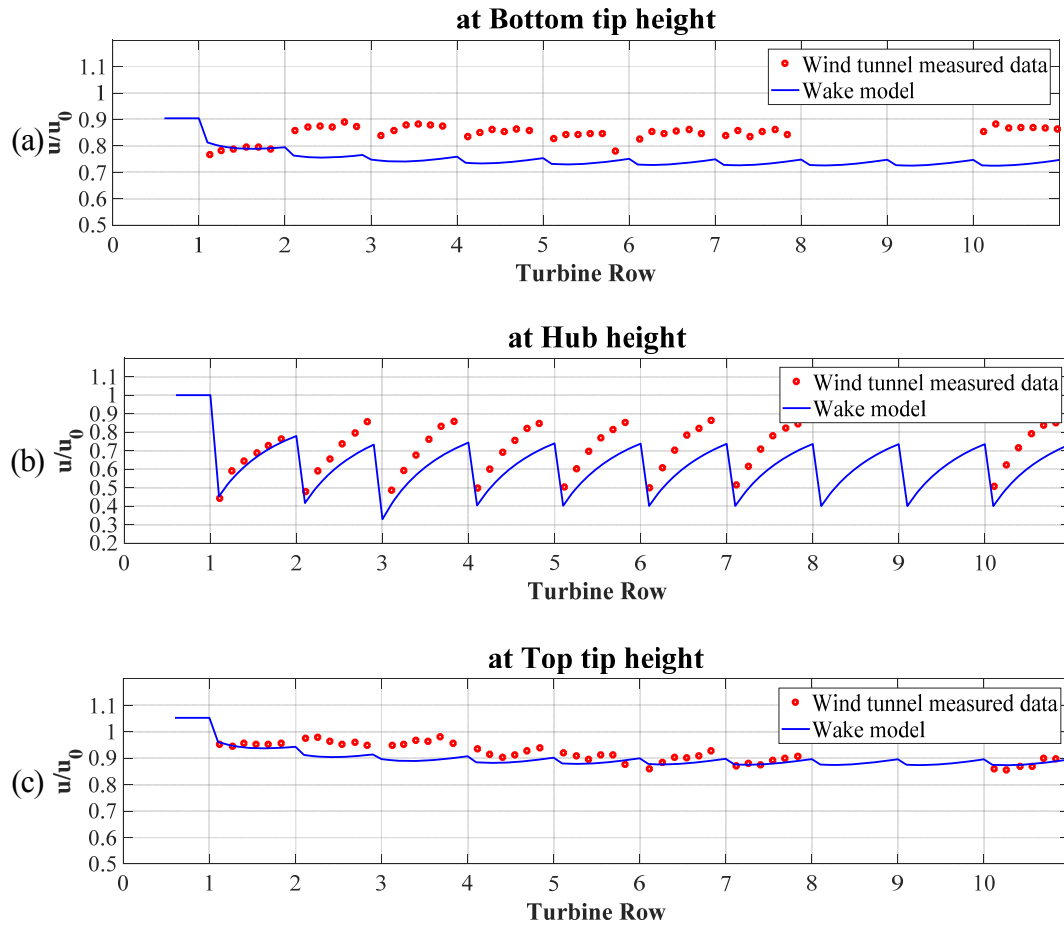 at Bottom tip height
(a)
u/u0
1.1
1
0.9
0.8
0.7
0.6
0.5
Wind tunnel measured data
Wake model
0 1 2 3 4 5 6 7 8 9 10
Turbine Row
at Hub height
(b)
u/u0
1.1
1
0.9
0.8
0.7
0.6
0.5
0.4
0.3
0.2
Wind tunnel measured data
Wake model
0 1 2 3 4 5 6 7 8 9 10
Turbine Row
at Top tip height
(c)
u/u0
1.1
1
0.9
0.8
0.7
0.6
0.5
Wind tunnel measured data
Wake model
0 1 2 3 4 5 6 7 8 9 10
Turbine Row